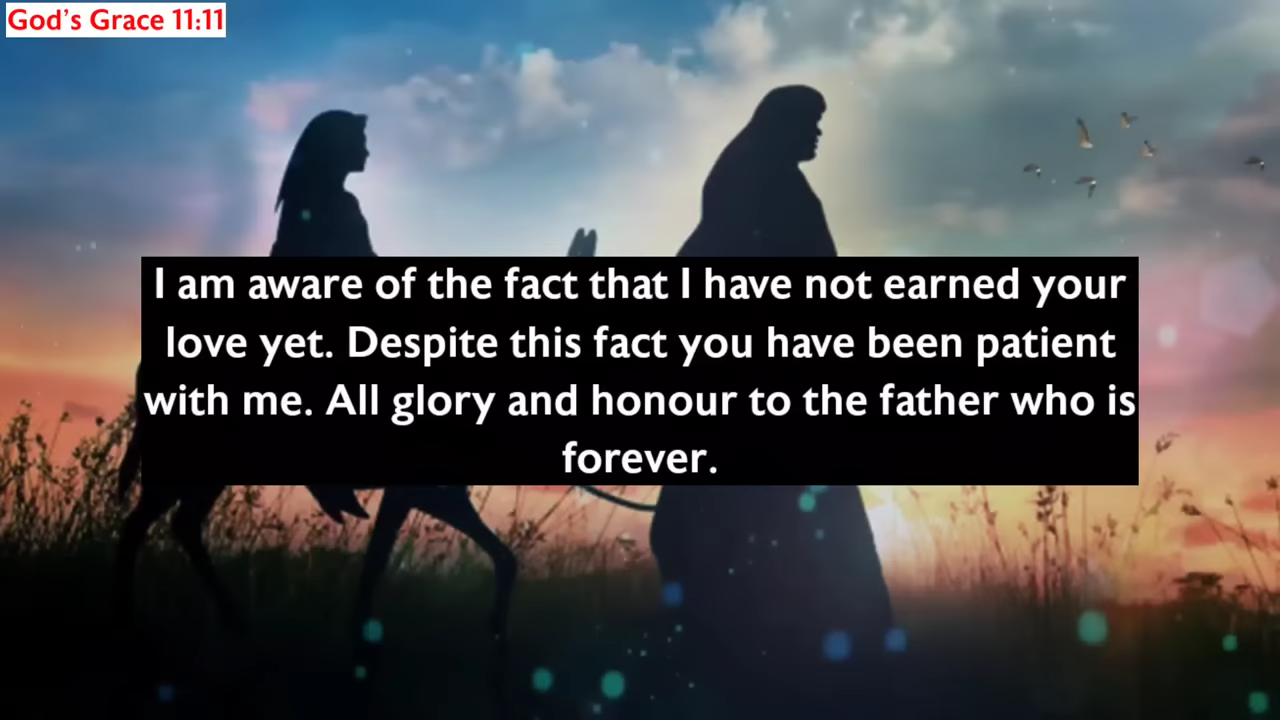 God's Grace 11:11
I am aware of the fact that I have not earned your
love yet. Despite this fact you have been patient
with me. All glory and honour to the father who is
forever.